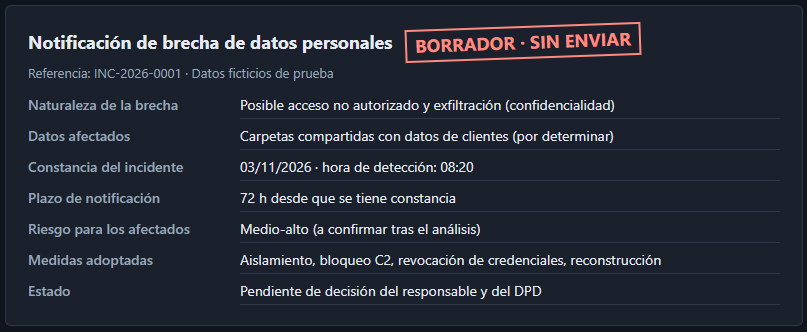 Notificación de brecha de datos personales BORRADOR · SIN ENVIAR
Referencia: INC-2026-0001 · Datos ficticios de prueba
Naturaleza de la brecha Posible acceso no autorizado y exfiltración (confidencialidad)
Datos afectados Carpetas compartidas con datos de clientes (por determinar)
Constancia del incidente 03/11/2026 · hora de detección: 08:20
Plazo de notificación 72 h desde que se tiene constancia
Riesgo para los afectados Medio-alto (a confirmar tras el análisis)
Medidas adoptadas Aislamiento, bloqueo C2, revocación de credenciales, reconstrucción
Estado Pendiente de decisión del responsable y del DPD